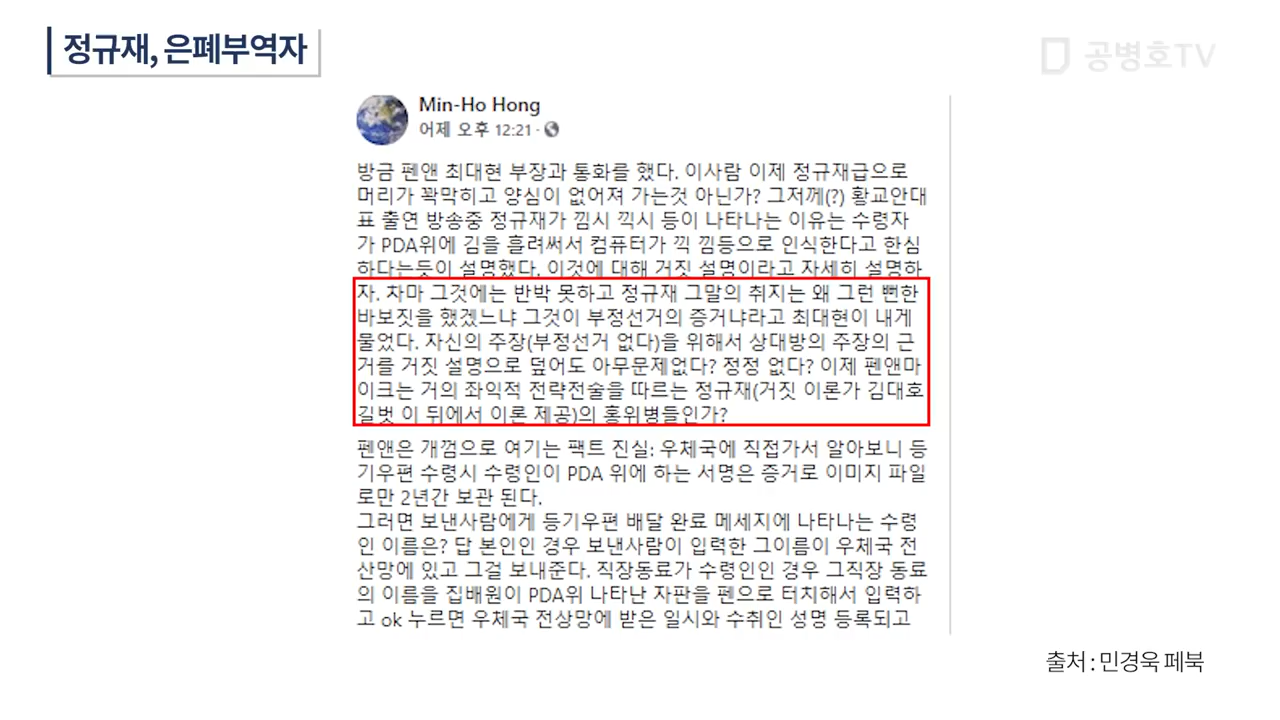 정규재, 은폐부역자
공병호TV
Min-Ho Hong
어제 오후 12:21 ·
방금 펜앤 최대현 부장과 통화를 했다. 이사람 이제 정규재급으로
머리가 꽉막히고 양심이 없어져 가는것 아닌가? 그저께(?) 황교안대
표 출연 방송중 정규재가 낌시 끽시 등이 나타나는 이유는 수령자
가 PDA위에 김을 흘려써서 컴퓨터가 끽 낌등으로 인식한다고 한심
하다는듯이 설명했다. 이것에 대해 거짓 설명이라고 자세히 설명하
자. 차마 그것에는 반박 못하고 정규재 그말의 취지는 왜 그런 뻔한
바보짓을 했겠느냐 그것이 부정선거의 증거냐라고 최대현이 내게
물었다. 자신의 주장(부정선거 없다)을 위해서 상대방의 주장의 근
거를 거짓 설명으로 덮어도 아무문제없다? 정정 없다? 이제 펜앤마
이크는 거의 좌익적 전략전술을 따르는 정규재(거짓 이론가 김대호
길벗 이 뒤에서 이론 제공)의 홍위병들인가?
펜앤은 개껌으로 여기는 팩트 진실: 우체국에 직접가서 알아보니 등
기우편 수령시 수령인이 PDA 위에 하는 서명은 증거로 이미지 파일
로만 2년간 보관 된다.
그러면 보낸사람에게 등기우편 배달 완료 메세지에 나타나는 수령
인 이름은? 답 본인인 경우 보낸사람이 입력한 그이름이 우체국 전
산망에 있고 그걸 보내준다. 직장동료가 수령인인 경우 그직장 동료
의 이름을 집배원이 PDA위 나타난 자판을 펜으로 터치해서 입력하
고 ok 누르면 우체국 전상망에 받은 일시와 수취인 성명 등록되고
출처 : 민경욱 페북